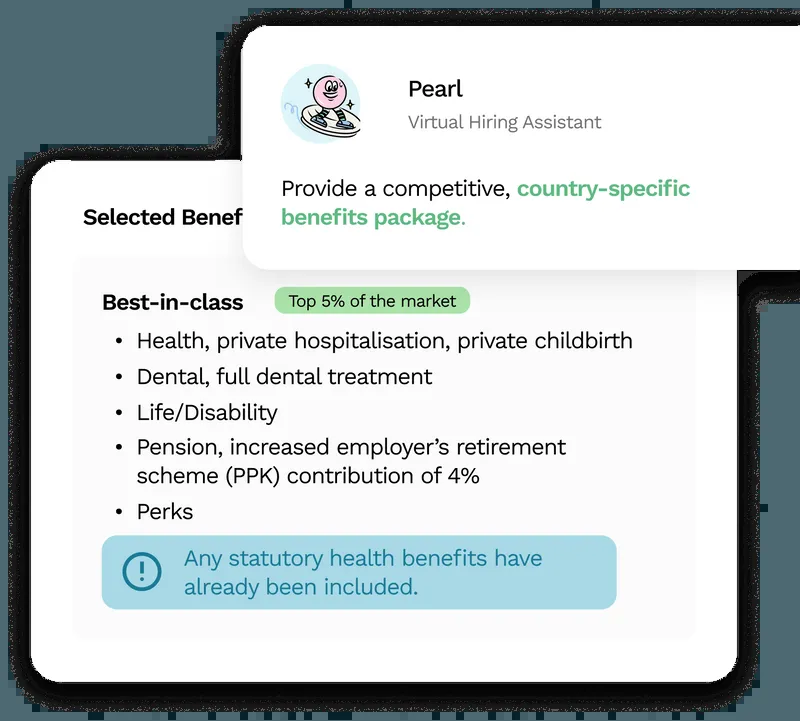 Pearl
Virtual Hiring Assistant
Provide a competitive, country-specific
benefits package.
Selected Benef
Best-in-class
Top 5% of the market
• Health, private hospitalisation, private childbirth
• Dental, full dental treatment
• Life/Disability
• Pension, increased employer’s retirement
scheme (PPK) contribution of 4%
• Perks
Any statutory health benefits have
already been included.